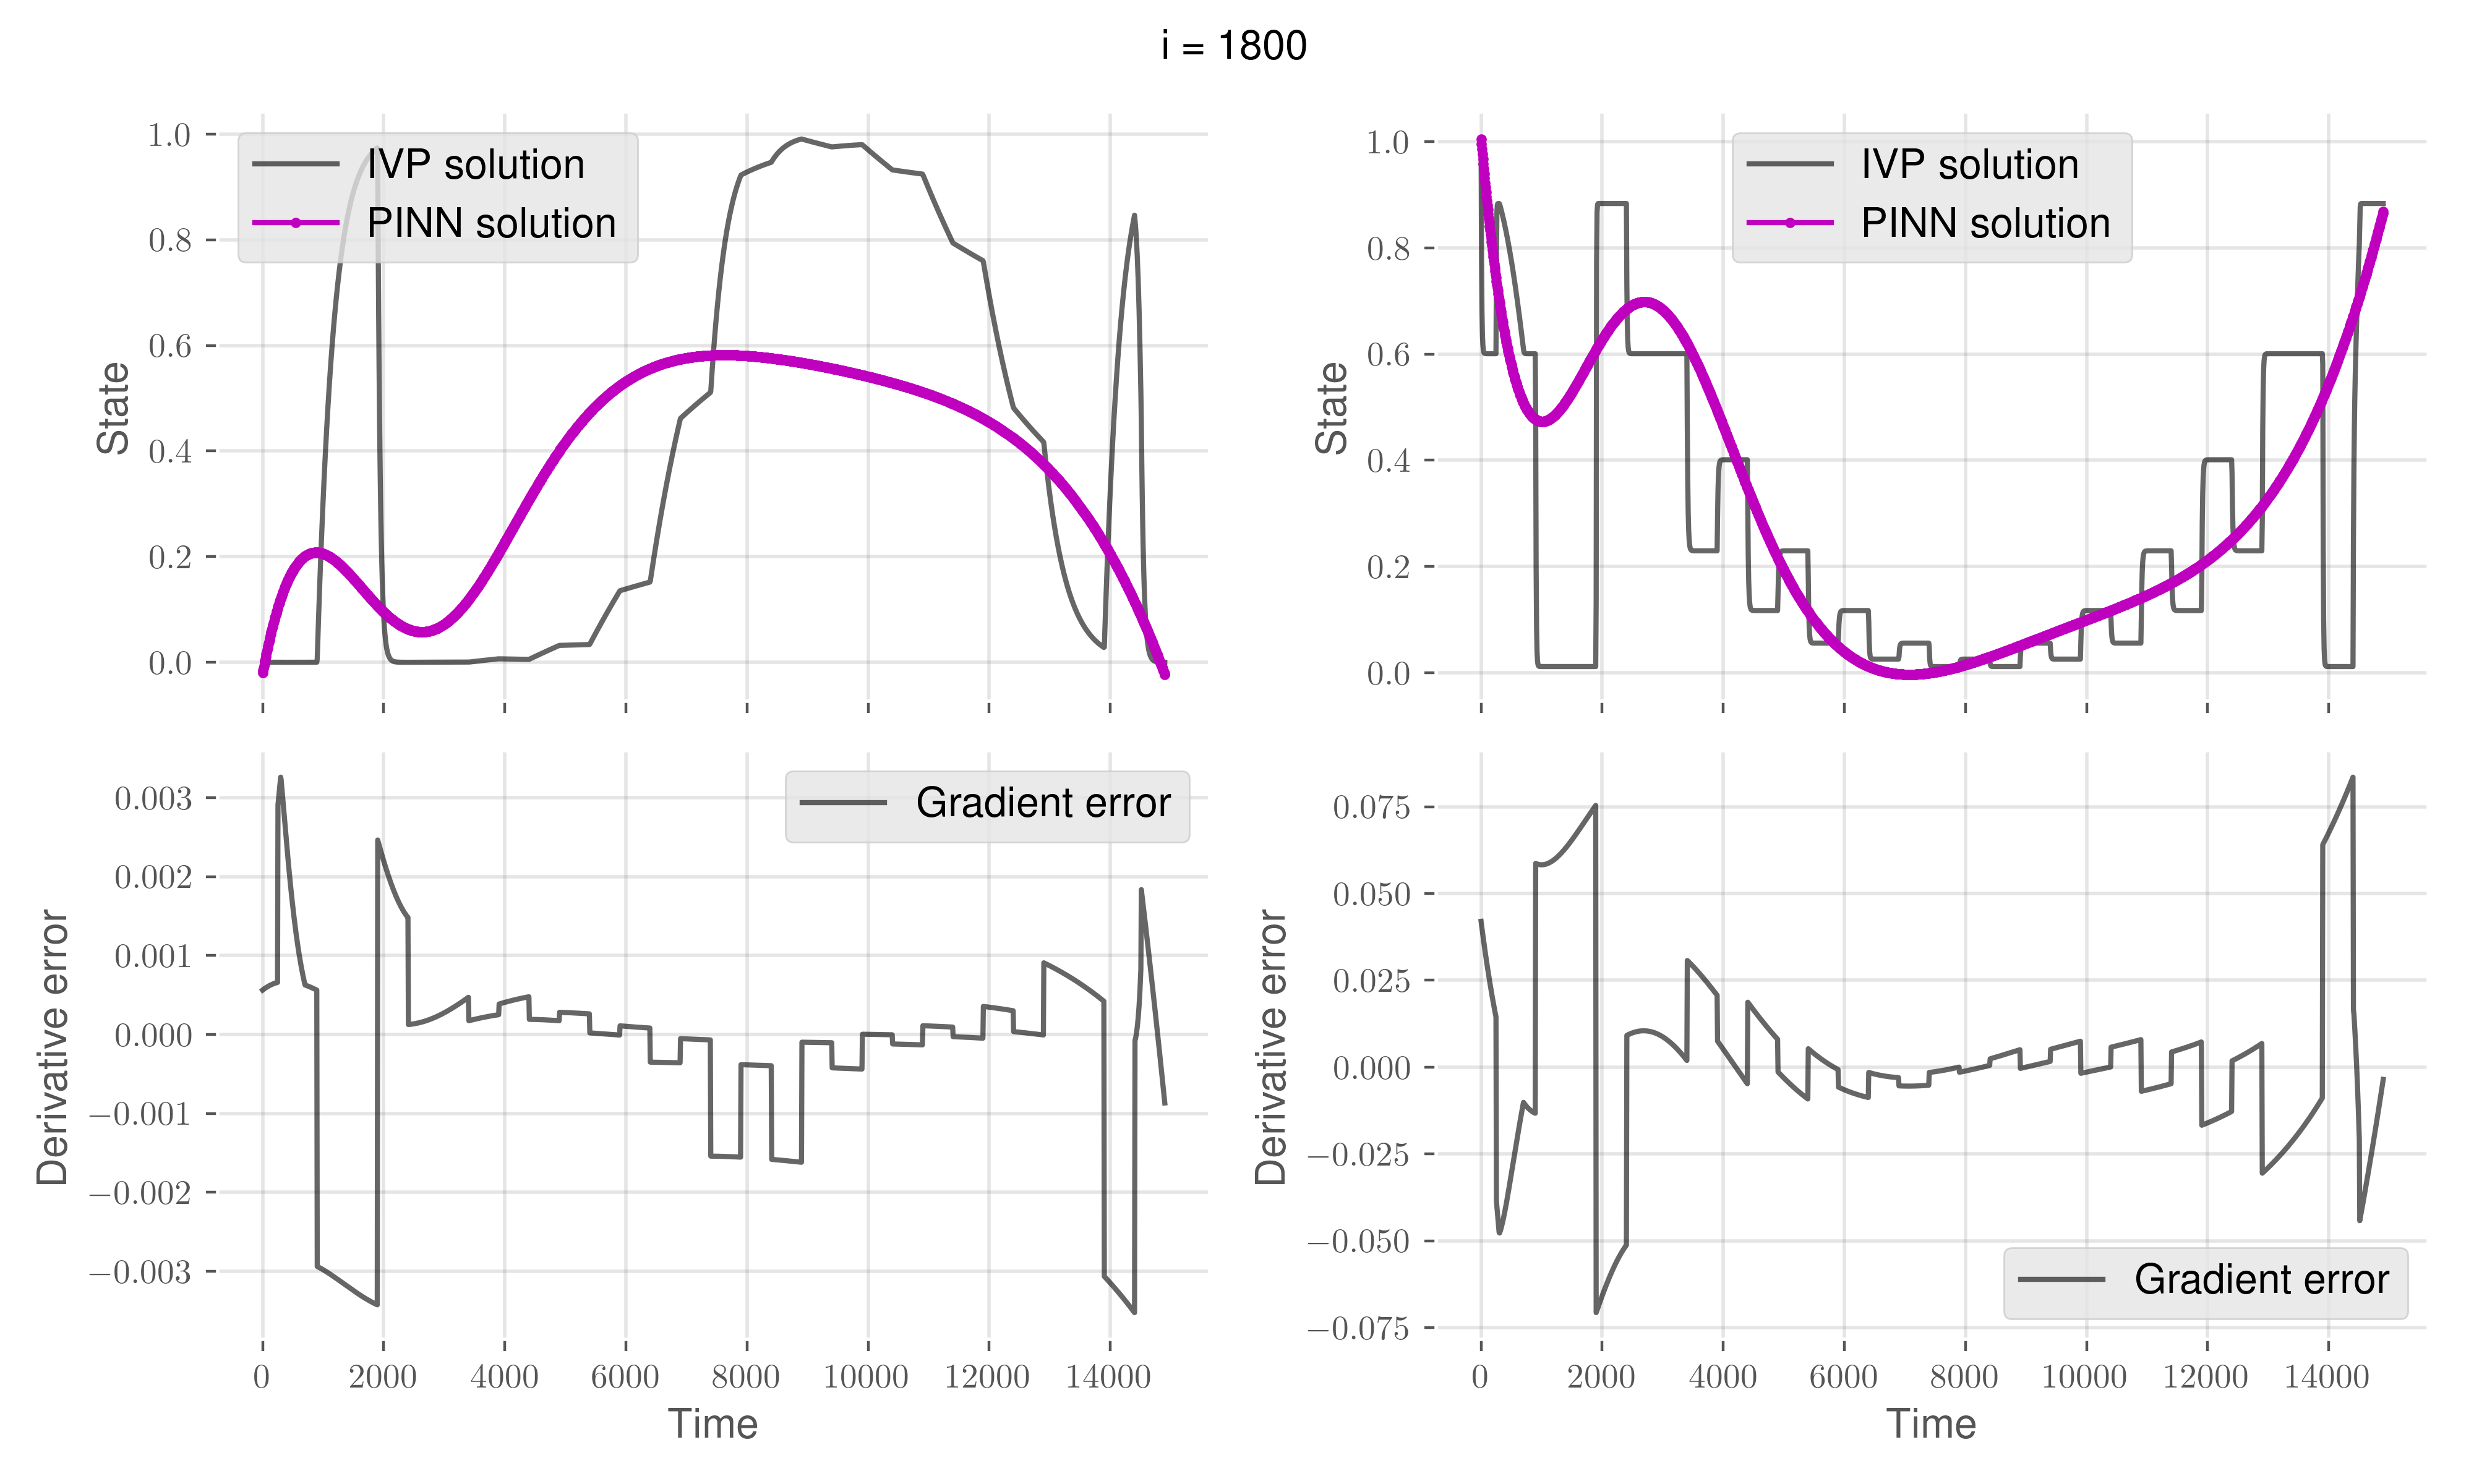 i = 1800
IVP solution
PINN solution
State
1.0
0.8
0.6
0.4
0.2
0.0
IVP solution
PINN solution
State
1.0
0.8
0.6
0.4
0.2
0.0
Gradient error
Derivative error
0.003
0.002
0.001
0.000
−0.001
−0.002
−0.003
0 2000 4000 6000 8000 10000 12000 14000
Time
Gradient error
Derivative error
0.075
0.050
0.025
0.000
−0.025
−0.050
−0.075
0 2000 4000 6000 8000 10000 12000 14000
Time